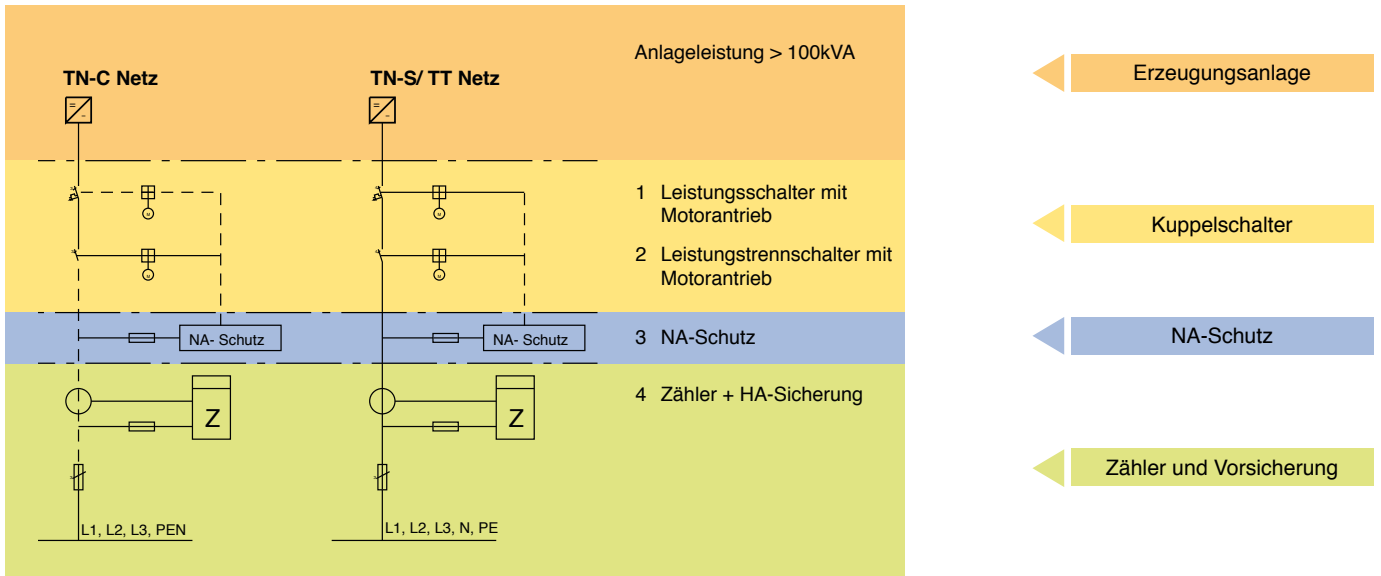 Anlageleistung > 100kVA
TN-C Netz
TN-S/ TT Netz
1 Leistungsschalter mit
Motorantrieb
2 Leistungstrennschalter mit
Motorantrieb
NA- Schutz
NA- Schutz
3 NA-Schutz
4 Zähler + HA-Sicherung
Z
Z
L1, L2, L3, PEN
L1, L2, L3, N, PE
Erzeugungsanlage
Kuppelschalter
NA-Schutz
Zähler und Vorsicherung